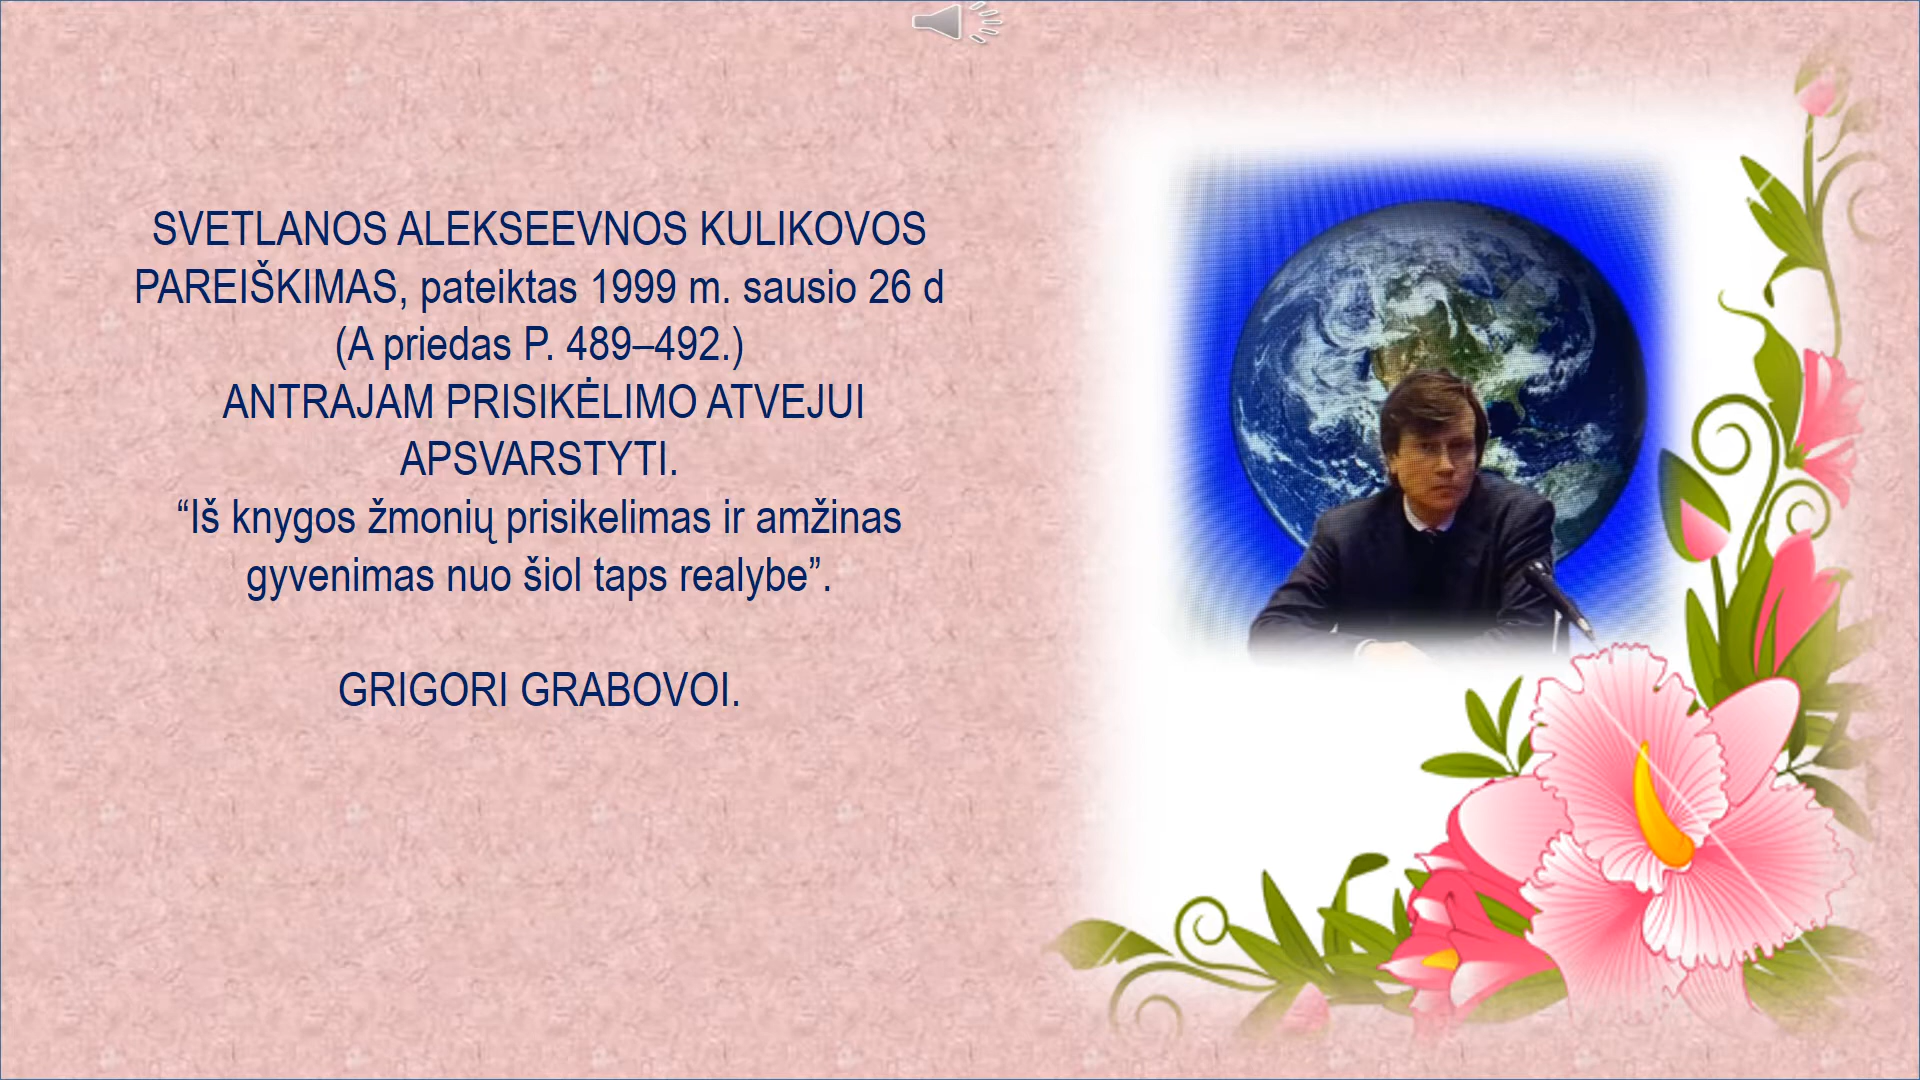 SVETLANOS ALEKSEEVNOS KULIKOVOS
PAREIŠKIMAS, pateiktas 1999 m. sausio 26 d
(A priedas P. 489–492.)
ANTRAJAM PRISIKĖLIMO ATVEJUI
APSVARSTYTI.
“Iš knygos žmonių prisikelimas ir amžinas
gyvenimas nuo šiol taps realybe”.
GRIGORI GRABOVOI.